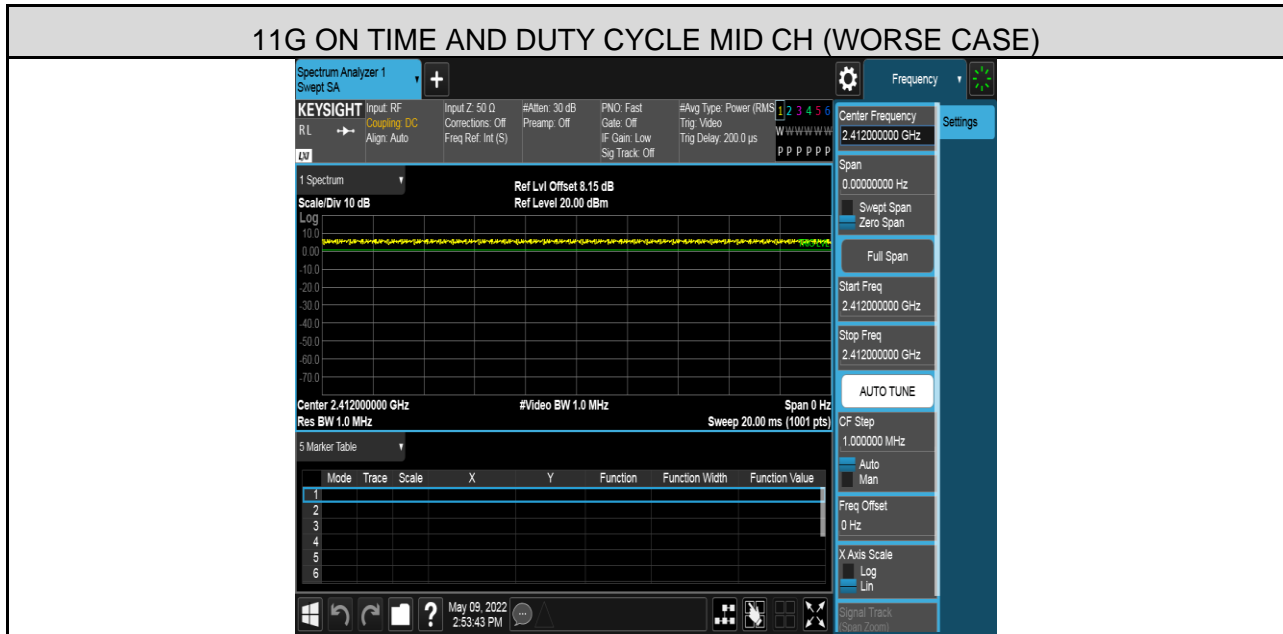 11G ON TIME AND DUTY CYCLE MID CH (WORSE CASE)
Spectrum Analyzer 1
Swept SA
+
Frequency
KEYSIGHT
RL
LXI
Input: RF
Coupling: DC
Align: Auto
Input Z: 50 Ω
Corrections: Off
Freq Ref: Int (S)
#Atten: 30 dB
Preamp: Off
PNO: Fast
Gate: Off
IF Gain: Low
Sig Track: Off
#Avg Type: Power (RMS
Trig: Video
Trig Delay: 200.0 µs
1 2 3 4 5 6
W W W W W W
P P P P P P
Center Frequency
2.412000000 GHz
Settings
Span
0.00000000 Hz
Swept Span
Zero Span
Full Span
Start Freq
2.412000000 GHz
Stop Freq
2.412000000 GHz
AUTO TUNE
CF Step
1.000000 MHz
Auto
Man
Freq Offset
0 Hz
X Axis Scale
Log
Lin
Signal Track
(Span Zoom)
1 Spectrum
Scale/Div 10 dB
Ref Lvl Offset 8.15 dB
Ref Level 20.00 dBm
Log
10.0
0.00
-10.0
-20.0
-30.0
-40.0
-50.0
-60.0
-70.0
Center 2.412000000 GHz
#Video BW 1.0 MHz
Span 0 Hz
Res BW 1.0 MHz
Sweep 20.00 ms (1001 pts)
5 Marker Table
Mode Trace Scale X Y Function Function Width Function Value
1
2
3
4
5
6
?
May 09, 2022
2:53:43 PM